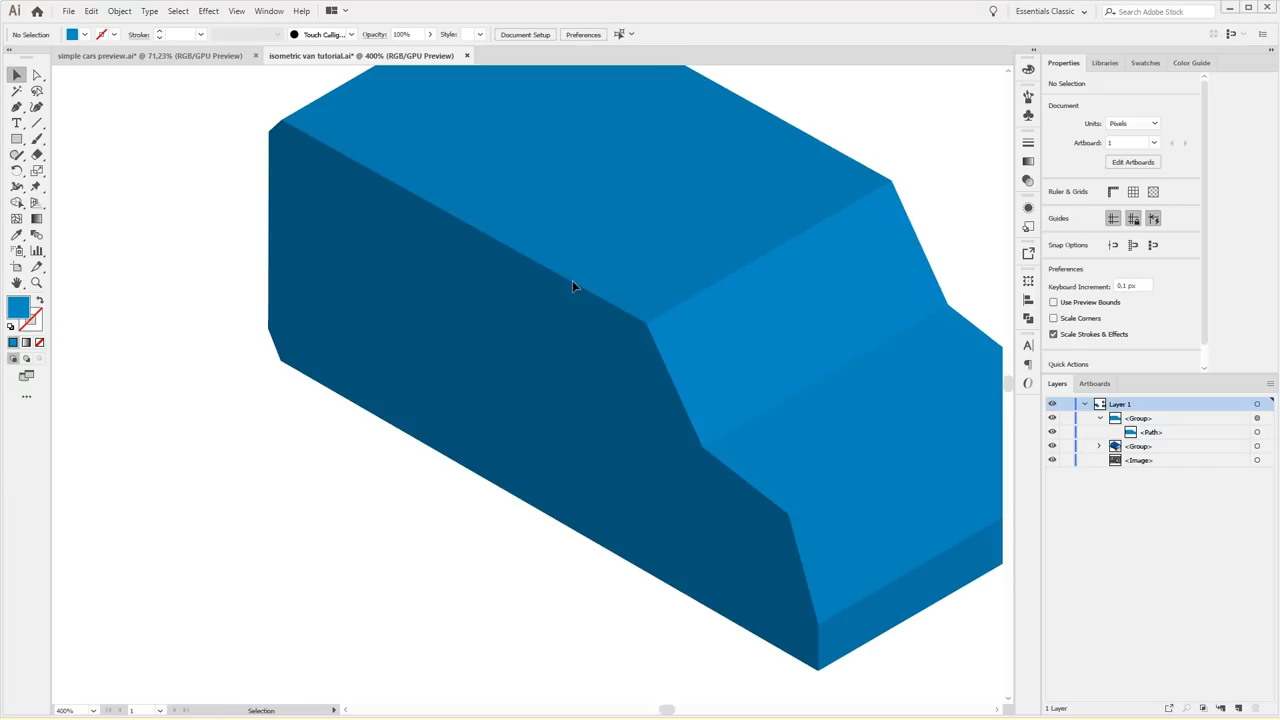 Ai File Edit Object Type Select Effect View Window Help Essentials Classic Search Adobe Stock
No Selection Stroke: Touch Callig... Opacity: 100% Style: Document Setup Preferences
simple cars preview.ai* @ 71,23% (RGB/GPU Preview) × isometric van tutorial.ai* @ 400% (RGB/GPU Preview) ×
Properties Libraries Swatches Color Guide
No Selection
Document
Units: Pixels
Artboard: 1
Edit Artboards
Ruler & Grids
Guides
Snap Options
Preferences
Keyboard Increment: 0,1 px
Use Preview Bounds
Scale Corners
Scale Strokes & Effects
Quick Actions
Layers Artboards
Layer 1
<Group>
<Path>
<Group>
<Image>
400% 1 Selection 1 Layer